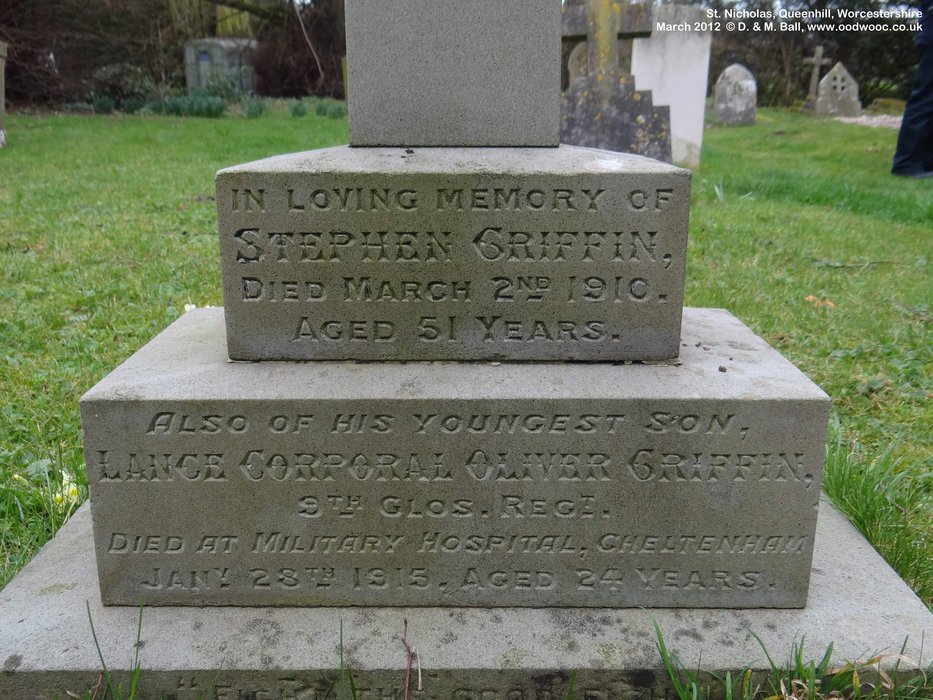 St. Nicholas, Queenhill, Worcestershire
March 2012 © D. & M. Ball, www.oodwooc.co.uk
IN LOVING MEMORY OF
STEPHEN GRIFFIN,
DIED MARCH 2ND 1910.
AGED 51 YEARS.
ALSO OF HIS YOUNGEST SON,
LANCE CORPORAL OLIVER GRIFFIN,
9TH GLOS. REGT.
DIED AT MILITARY HOSPITAL, CHELTENHAM
JANY. 28TH 1915. AGED 24 YEARS.